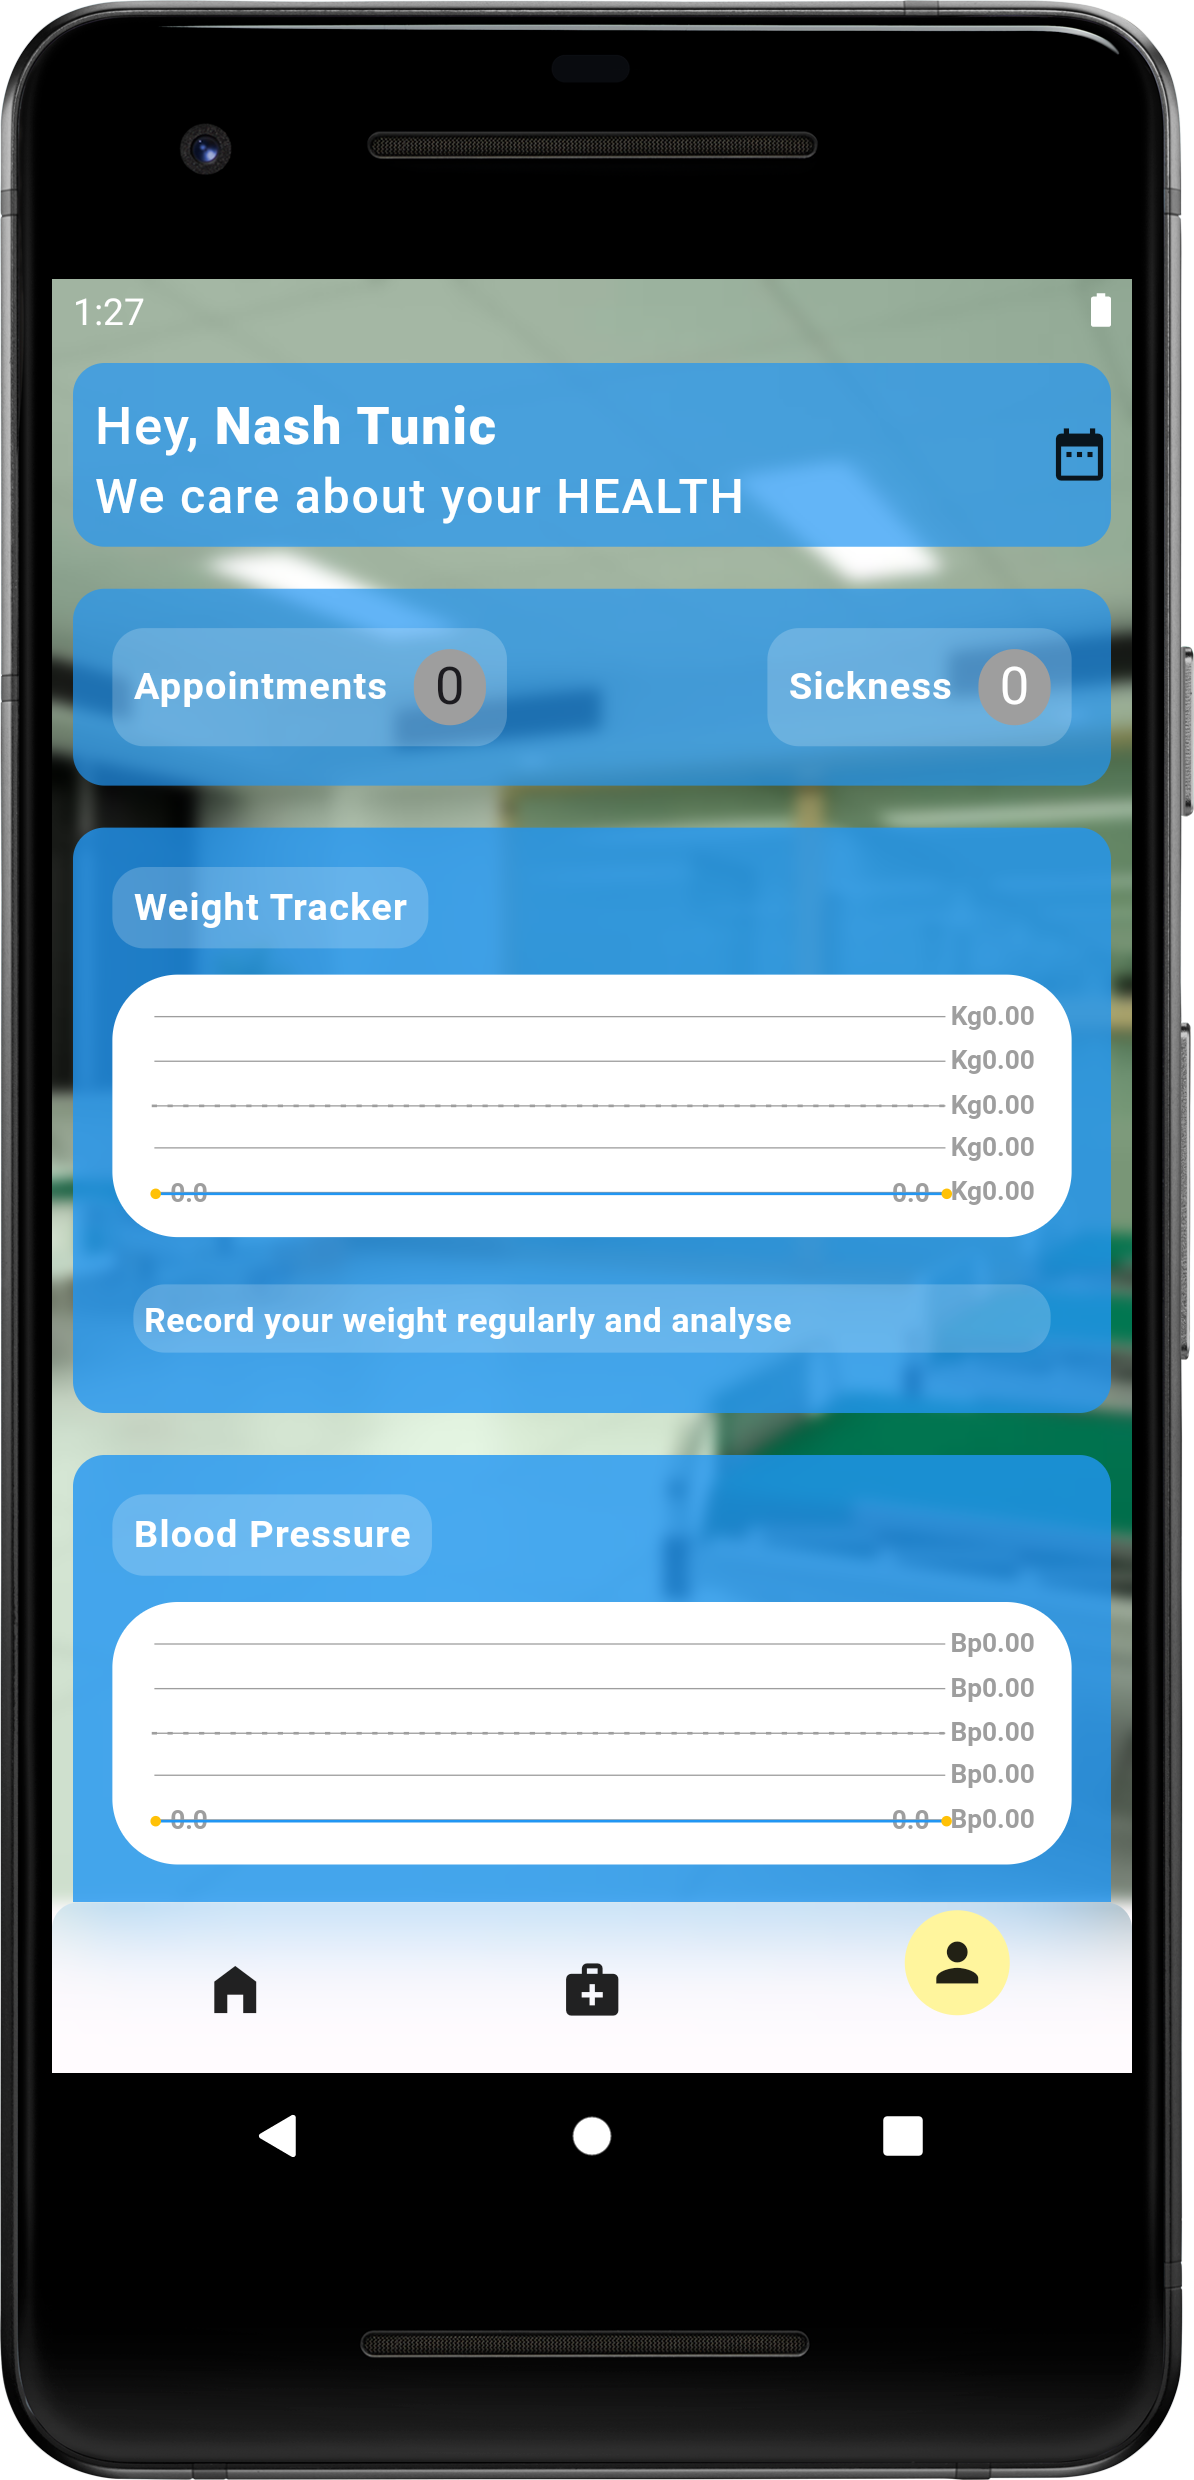 1:27
Hey, Nash Tunic
We care about your HEALTH
Appointments 0
Sickness 0
Weight Tracker
Kg0.00
Kg0.00
Kg0.00
Kg0.00
0.0 0.0 Kg0.00
Record your weight regularly and analyse
Blood Pressure
Bp0.00
Bp0.00
Bp0.00
Bp0.00
0.0 0.0 Bp0.00